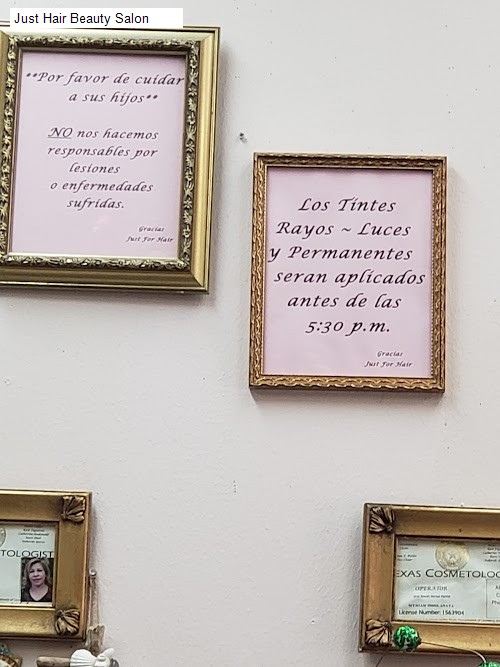 Just Hair Beauty Salon
**Por favor de cuidar
a sus hijos**
NO nos hacemos
responsables por
lesiones
o enfermedades
sufridas.
Gracias
Just For Hair
Los Tintes
Rayos ~ Luces
y Permanentes
seran aplicados
antes de las
5:30 p.m.
Gracias
Just For Hair
TOLOGIST
EXAS COSMETOLOG
OPERATOR
License Number: 1563904